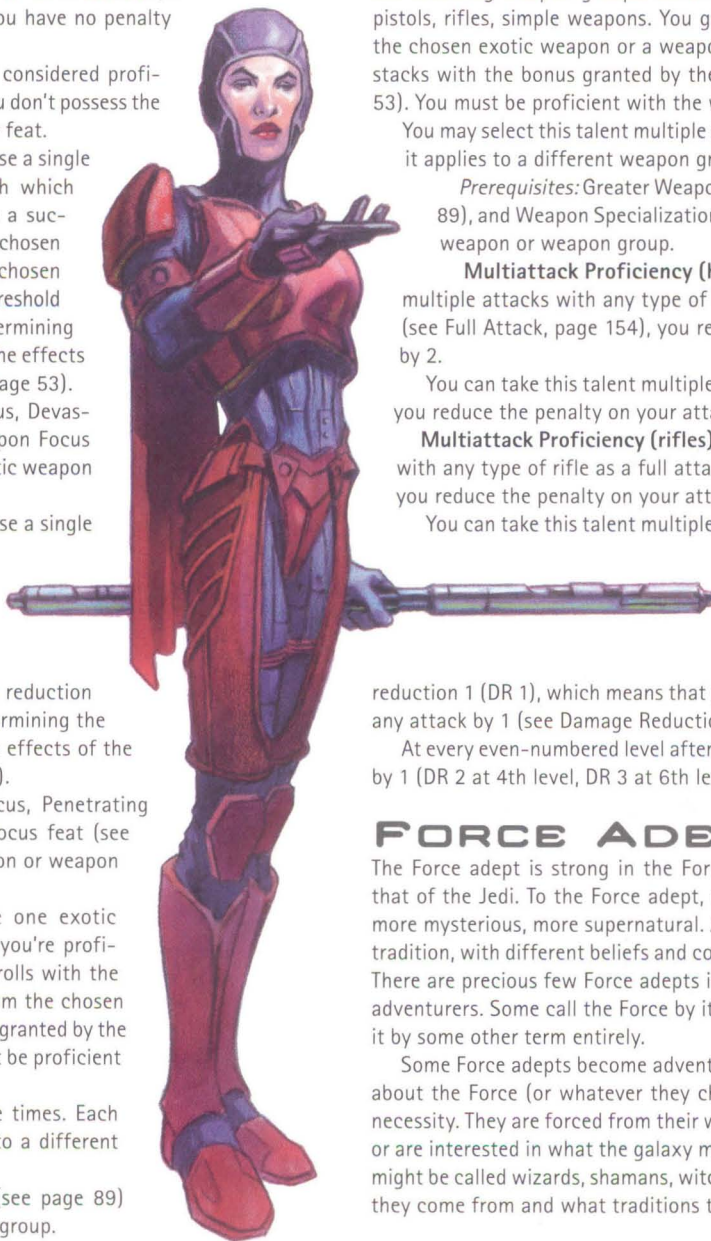 ou have no penalty
considered profi-
u don't possess the
feat.
se a single
h which
a suc-
chosen
chosen
reshold
ermining
ne effects
age 53).
us, Devas-
pon Focus
tic weapon
se a single
reduction
rmining the
effects of the
).
cus, Penetrating
ocus feat (see
on or weapon
e one exotic
you're profi-
rolls with the
m the chosen
granted by the
t be proficient
e times. Each
to a different
(see page 89)
group.
pistols, rifles, simple weapons. You g
the chosen exotic weapon or a weapo
stacks with the bonus granted by the
53). You must be proficient with the w
You may select this talent multiple
it applies to a different weapon gr
Prerequisites: Greater Weapo
89), and Weapon Specialization
weapon or weapon group.
Multiattack Proficiency (h
multiple attacks with any type of
(see Full Attack, page 154), you re
by 2.
You can take this talent multiple
you reduce the penalty on your atta
Multiattack Proficiency (rifles)
with any type of rifle as a full atta
you reduce the penalty on your att
You can take this talent multiple
reduction 1 (DR 1), which means that
any attack by 1 (see Damage Reductio
At every even-numbered level after
by 1 (DR 2 at 4th level, DR 3 at 6th le
FORCE ADE
The Force adept is strong in the For
that of the Jedi. To the Force adept,
more mysterious, more supernatural.
tradition, with different beliefs and co
There are precious few Force adepts i
adventurers. Some call the Force by it
it by some other term entirely.
Some Force adepts become advent
about the Force (or whatever they ch
necessity. They are forced from their w
or are interested in what the galaxy m
might be called wizards, shamans, witc
they come from and what traditions t